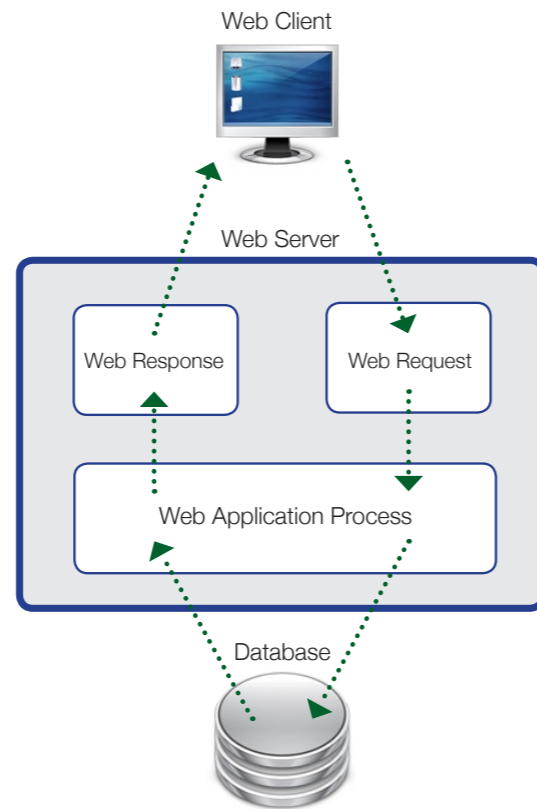 Web Client
Web Server
Web Response
Web Request
Web Application Process
Database